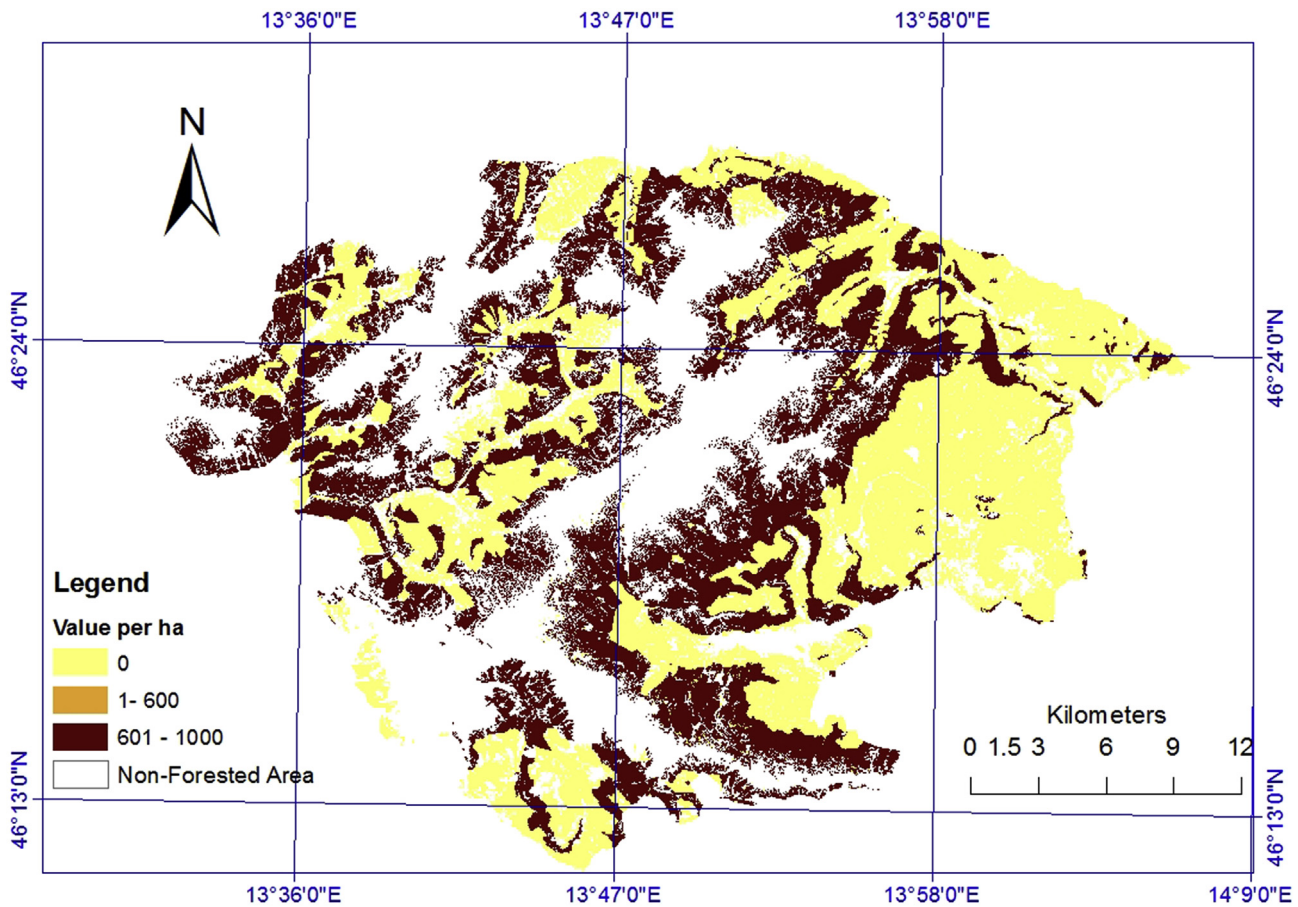 13°36'0"E 13°47'0"E 13°58'0"E
N
46°24'0"N
46°24'0"N
Legend
Value per ha
0
1- 600
601 - 1000
Non-Forested Area
Kilometers
0 1.5 3 6 9 12
46°13'0"N
46°13'0"N
13°36'0"E 13°47'0"E 13°58'0"E 14°9'0"E